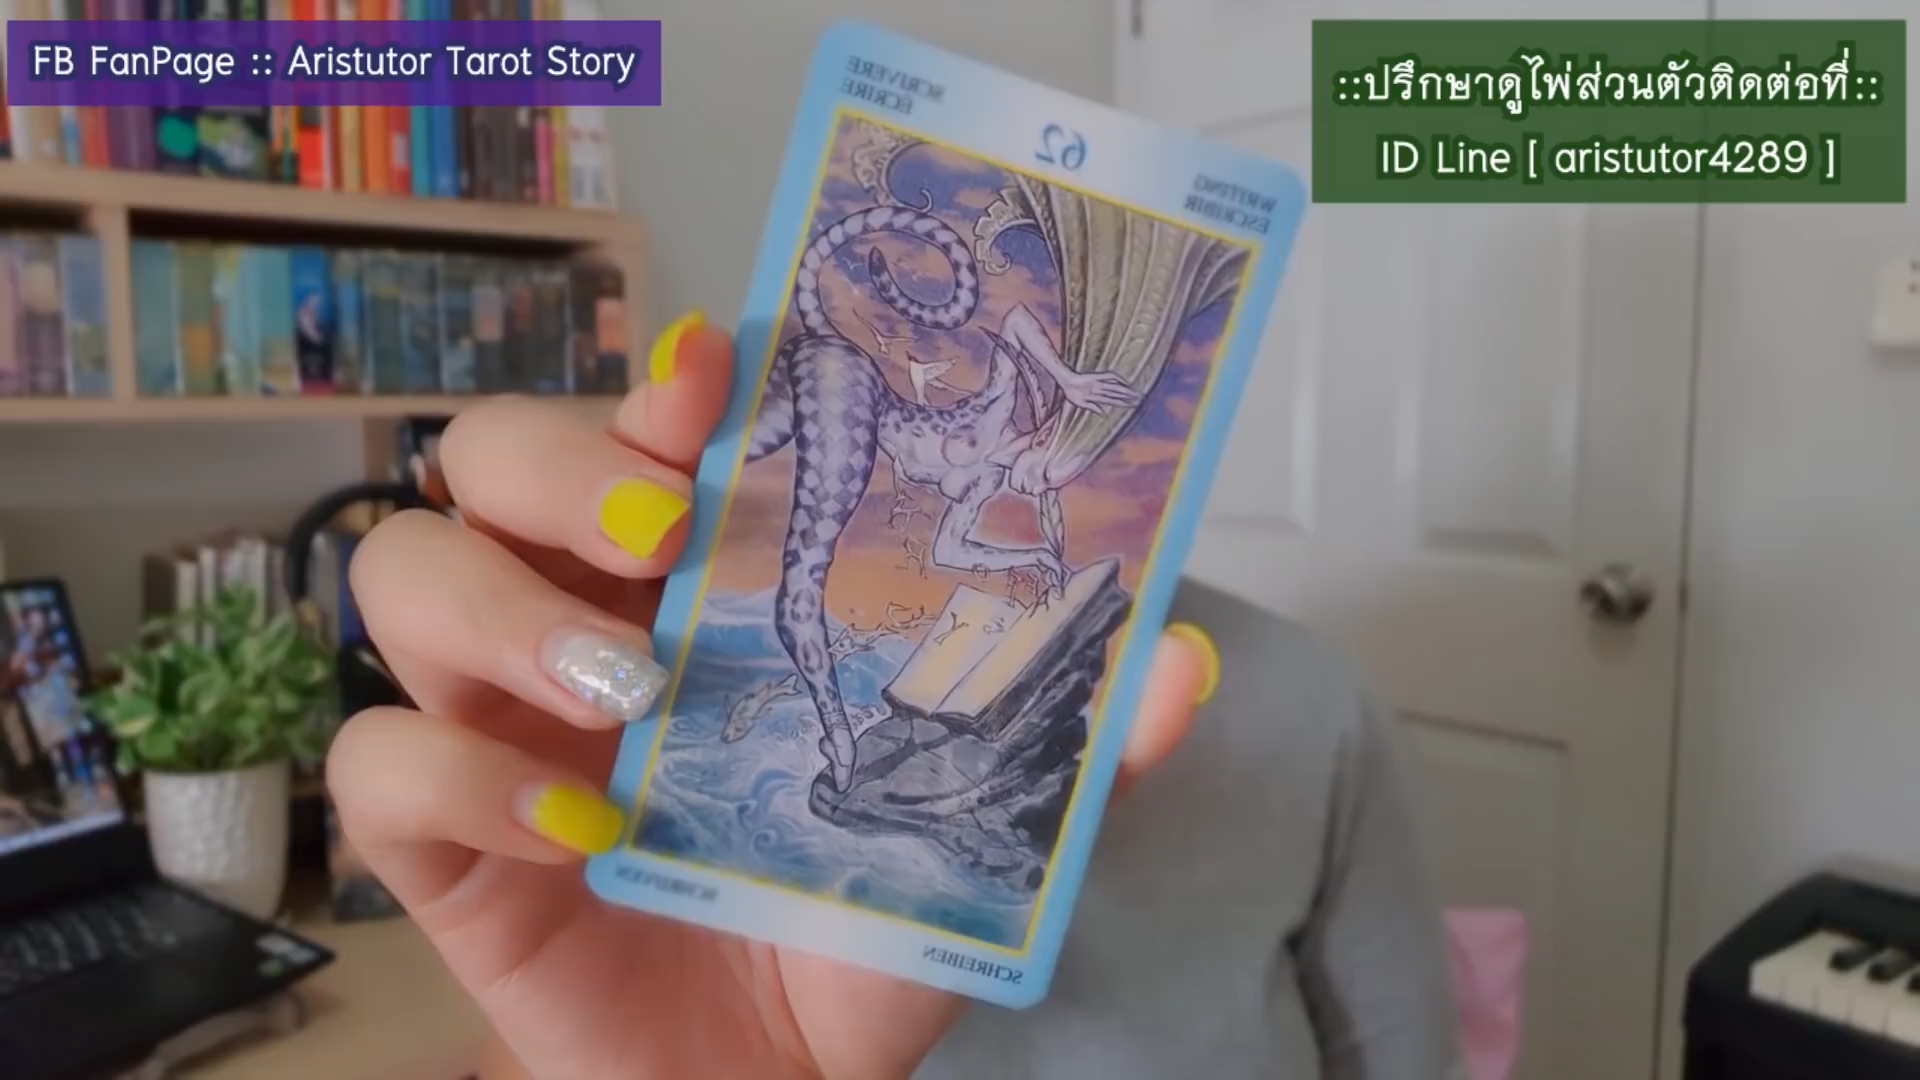 FB FanPage :: Aristutor Tarot Story
::ปรึกษาดูไพ่ส่วนตัวติดต่อที่::
ID Line [ aristutor4289 ]
SCRIVERE
ÉCRIRE
62
WRITING
ESCRIBIR
SCHRIJVEN
SCHREIBEN